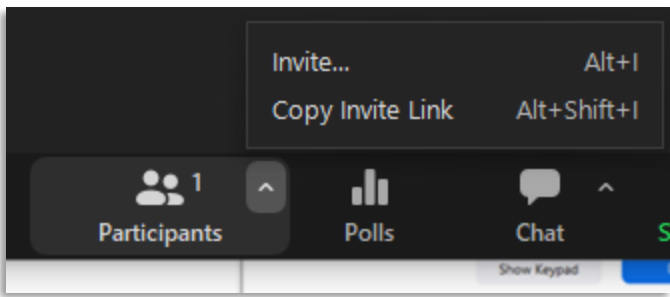 Invite... Alt+I
Copy Invite Link Alt+Shift+I
1
Participants Polls Chat S
Show Keypad